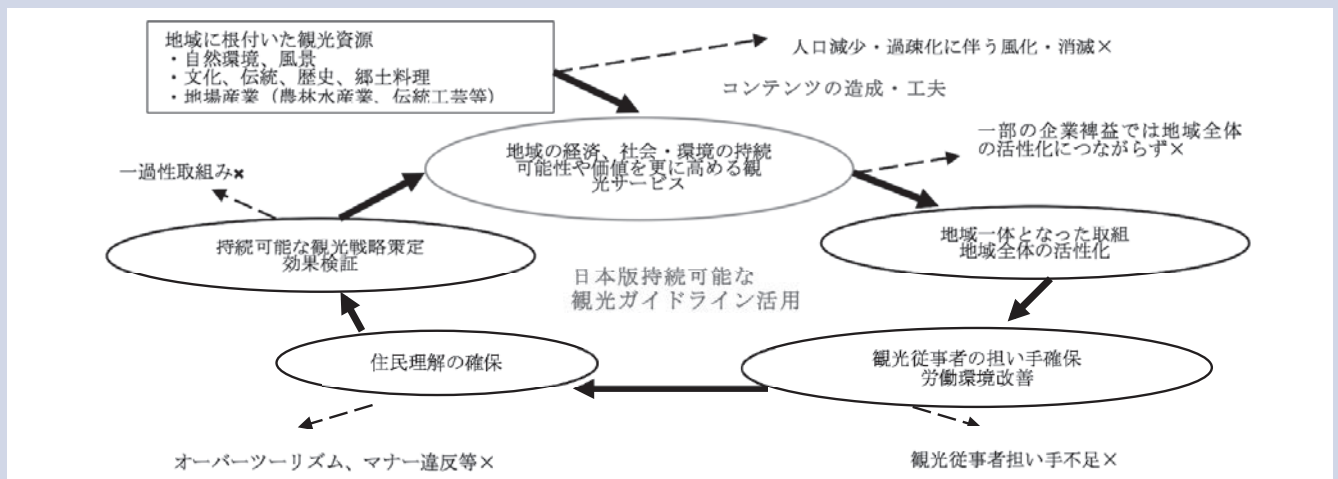 地域に根付いた観光資源
・自然環境、風景
・文化、伝統、歴史、郷土料理
・地場産業（農林水産業、伝統工芸等）
人口減少・過疎化に伴う風化・消滅×
コンテンツの造成・工夫
一部の企業裨益では地域全体
の活性化につながらず×
地域の経済、社会・環境の持続
可能性や価値を更に高める観
光サービス
一過性取組み×
持続可能な観光戦略策定
効果検証
地域一体となった取組
地域全体の活性化
日本版持続可能な
観光ガイドライン活用
住民理解の確保
観光従事者の担い手確保
労働環境改善
オーバーツーリズム、マナー違反等×
観光従事者担い手不足×